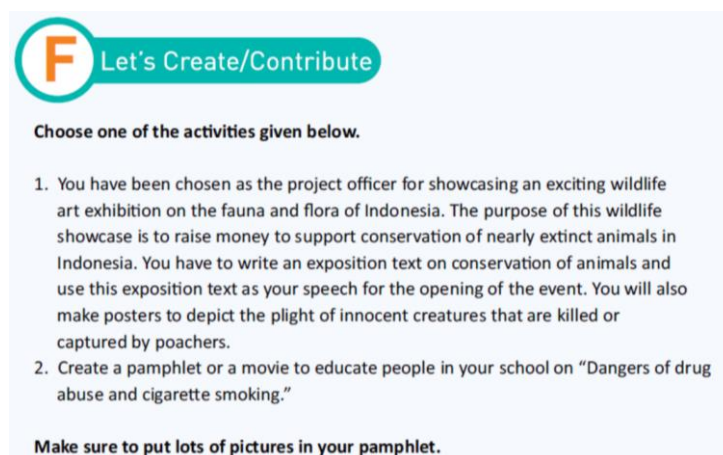 F Let's Create/Contribute
Choose one of the activities given below.
1. You have been chosen as the project officer for showcasing an exciting wildlife
art exhibition on the fauna and flora of Indonesia. The purpose of this wildlife
showcase is to raise money to support conservation of nearly extinct animals in
Indonesia. You have to write an exposition text on conservation of animals and
use this exposition text as your speech for the opening of the event. You will also
make posters to depict the plight of innocent creatures that are killed or
captured by poachers.
2. Create a pamphlet or a movie to educate people in your school on “Dangers of drug
abuse and cigarette smoking.”
Make sure to put lots of pictures in your pamphlet.